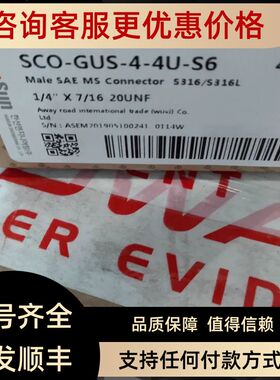 咨询客服更优惠价格
sun
SCO-GUS-4-4U-S6
Male SAE MS Connector S316/S316L
1/4" X 7/16 20UNF
Away road international trade (wuxi) Co.
Ltd
S/N: ASEM201905100241 0114W
ENT
ER EVID
号齐全
发顺丰
品质保障 值得信赖
支持任何付款方式